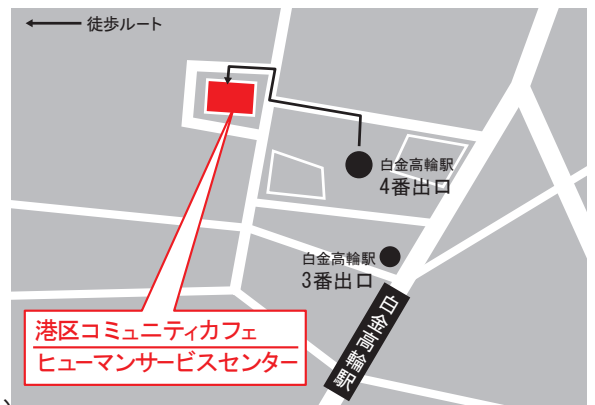 徒歩ルート
白金高輪駅
4番出口
白金高輪駅
3番出口
白金高輪駅
港区コミュニティカフェ
ヒューマンサービスセンター
)